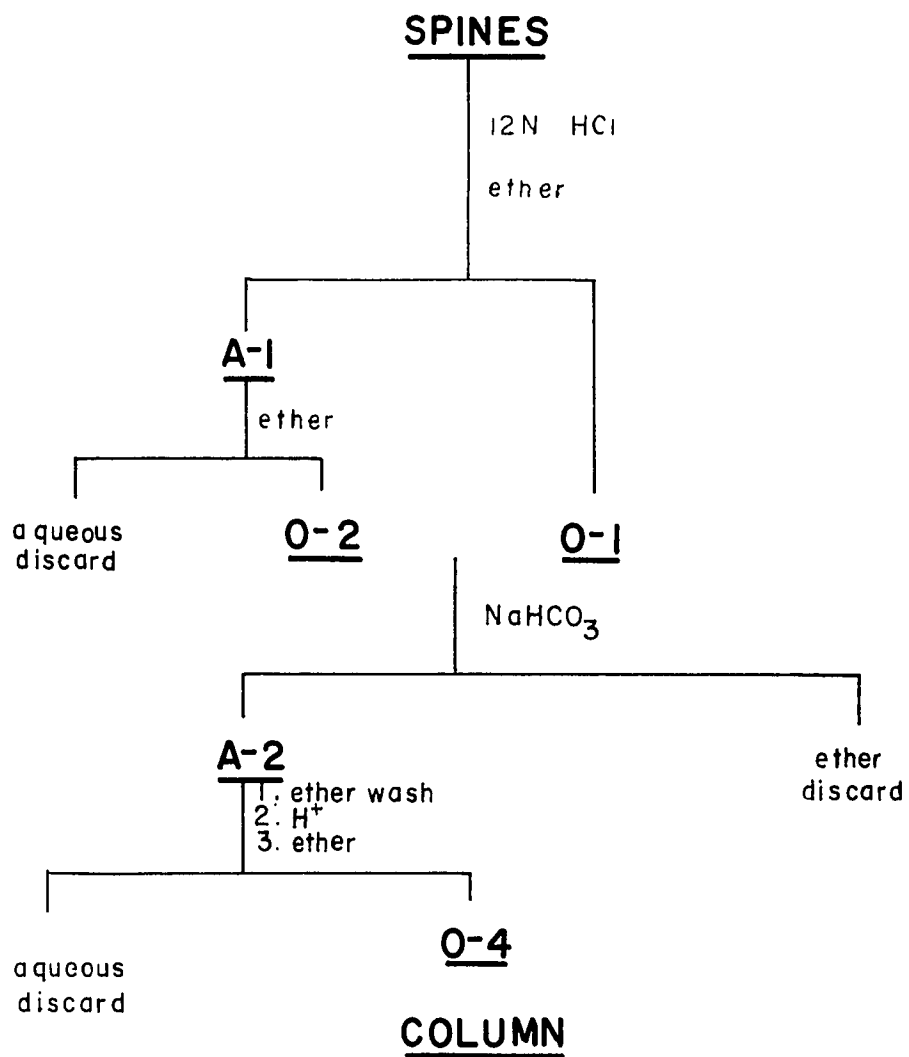 SPINES
12N HCl
ether
A-1
ether
aqueous
discard
O-2
O-1
NaHCO3
A-2
1. ether wash
2. H+
3. ether
ether
discard
aqueous
discard
O-4
COLUMN